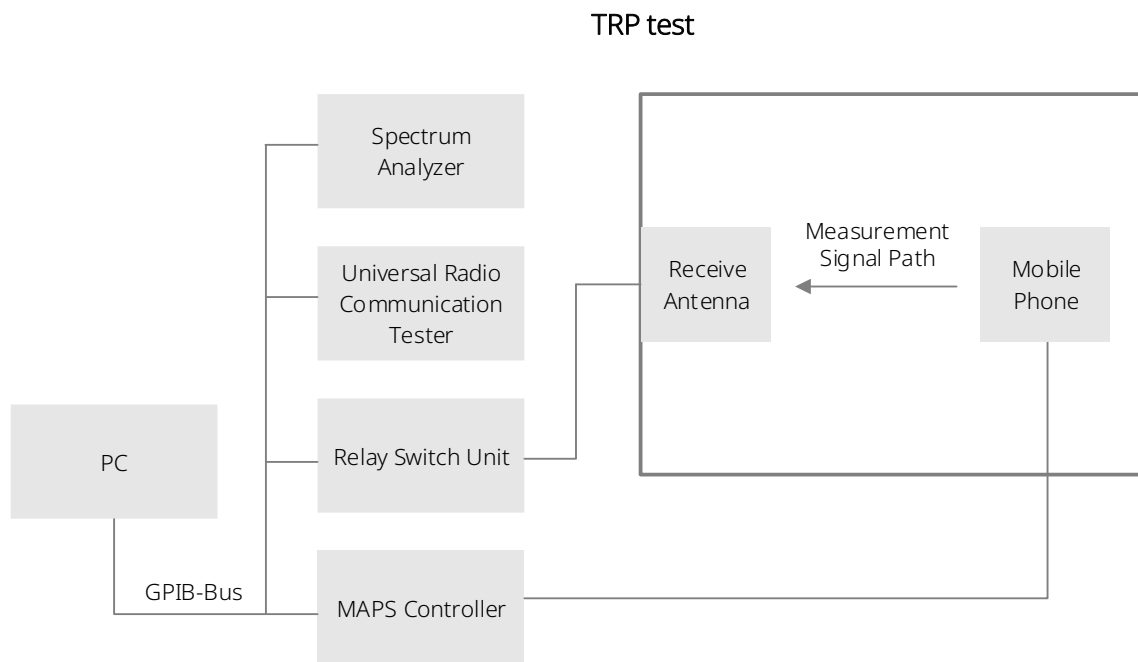 TRP test
Spectrum
Analyzer
Universal Radio
Communication
Tester
Relay Switch Unit
MAPS Controller
PC
GPIB-Bus
Receive
Antenna
Measurement
Signal Path
Mobile
Phone